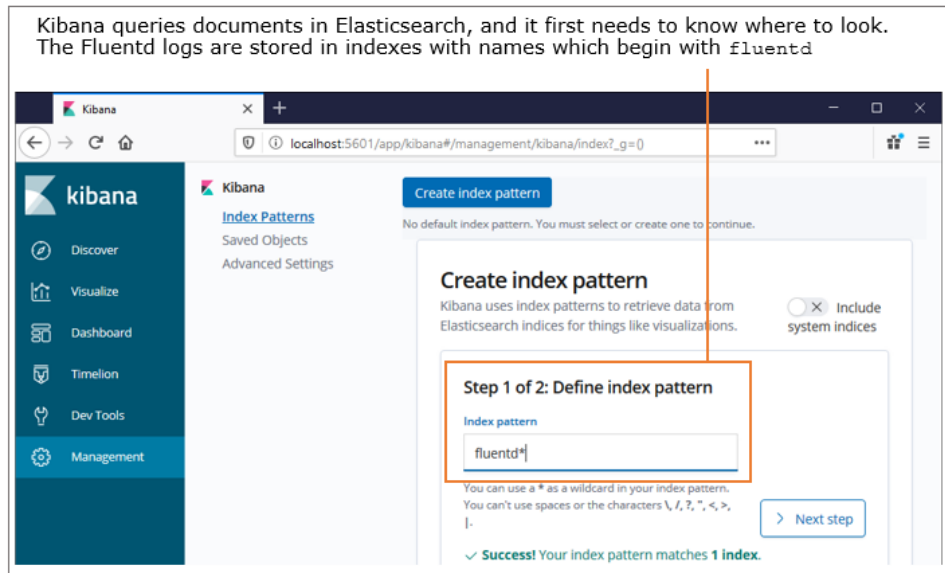 Kibana queries documents in Elasticsearch, and it first needs to know where to look.
The Fluentd logs are stored in indexes with names which begin with fluentd
Kibana
localhost:5601/app/kibana#/management/kibana/index?_g=()
kibana
Discover
Visualize
Dashboard
Timelion
Dev Tools
Management
Kibana
Index Patterns
Saved Objects
Advanced Settings
Create index pattern
No default index pattern. You must select or create one to continue.
Create index pattern
Kibana uses index patterns to retrieve data from
Elasticsearch indices for things like visualizations.
Include
system indices
Step 1 of 2: Define index pattern
Index pattern
fluentd*
You can use a * as a wildcard in your index pattern.
You can't use spaces or the characters \, /, ?, ", <, >,
|.
Next step
Success! Your index pattern matches 1 index.